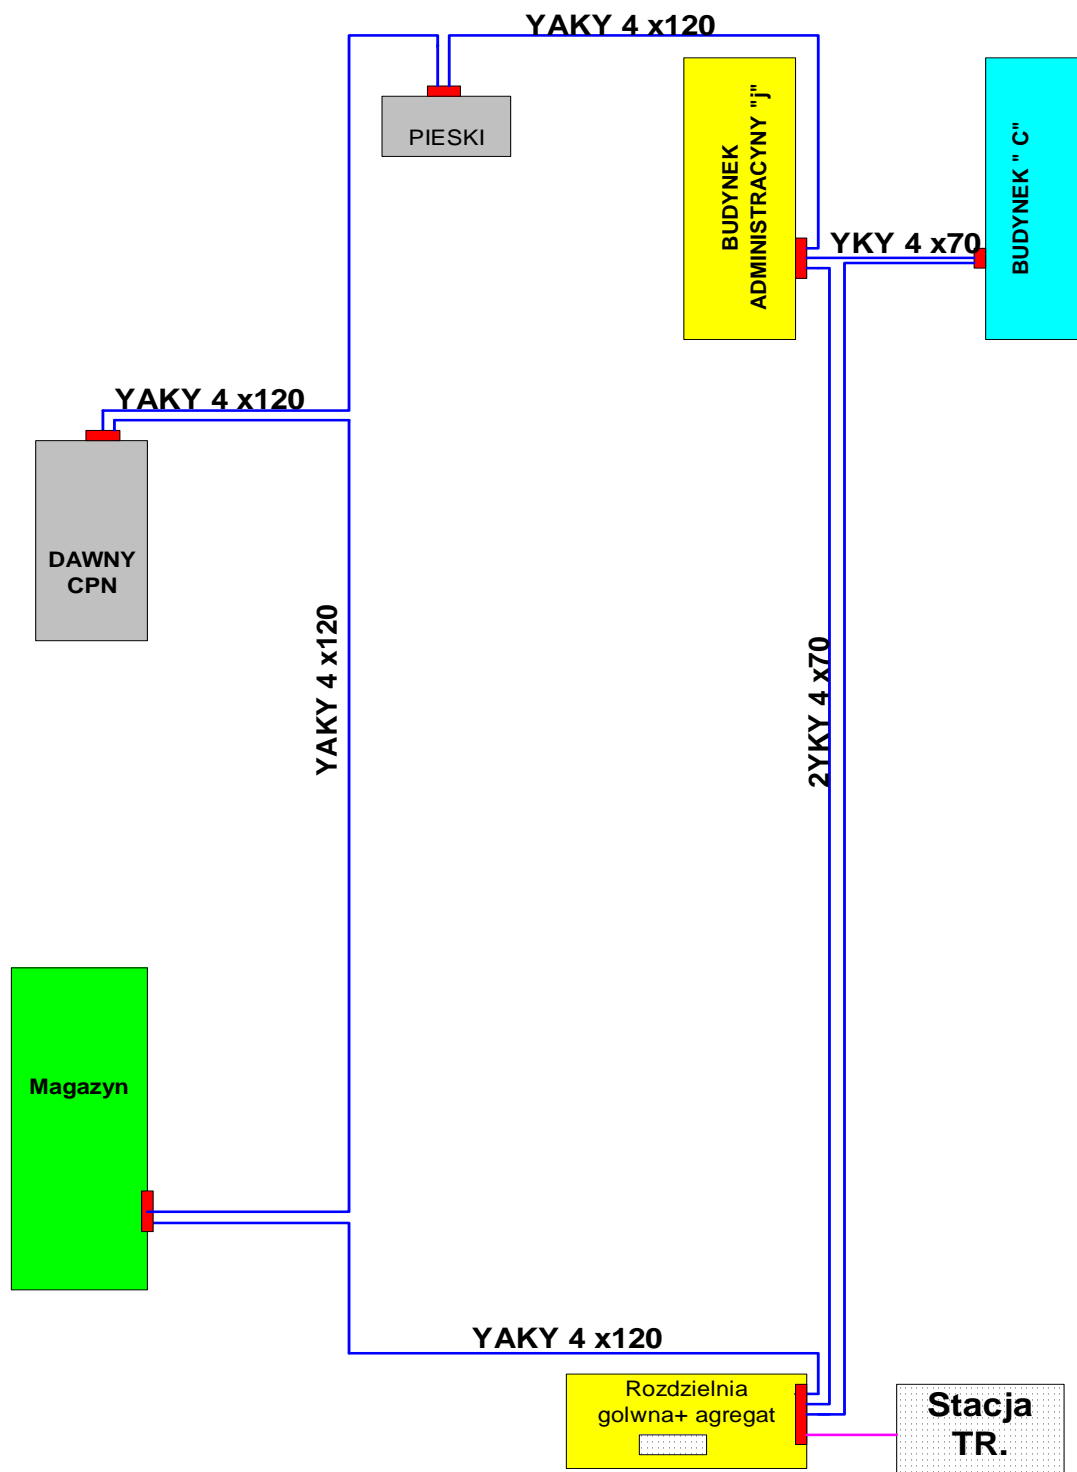 YAKY 4 x120
PIESKI
BUDYNEK
ADMINISTRACYNY "j"
BUDYNEK " C"
YKY 4 x70
YAKY 4 x120
DAWNY
CPN
YAKY 4 x120
2YKY 4 x70
Magazyn
YAKY 4 x120
Rozdzielnia
golwna+ agregat
Stacja
TR.